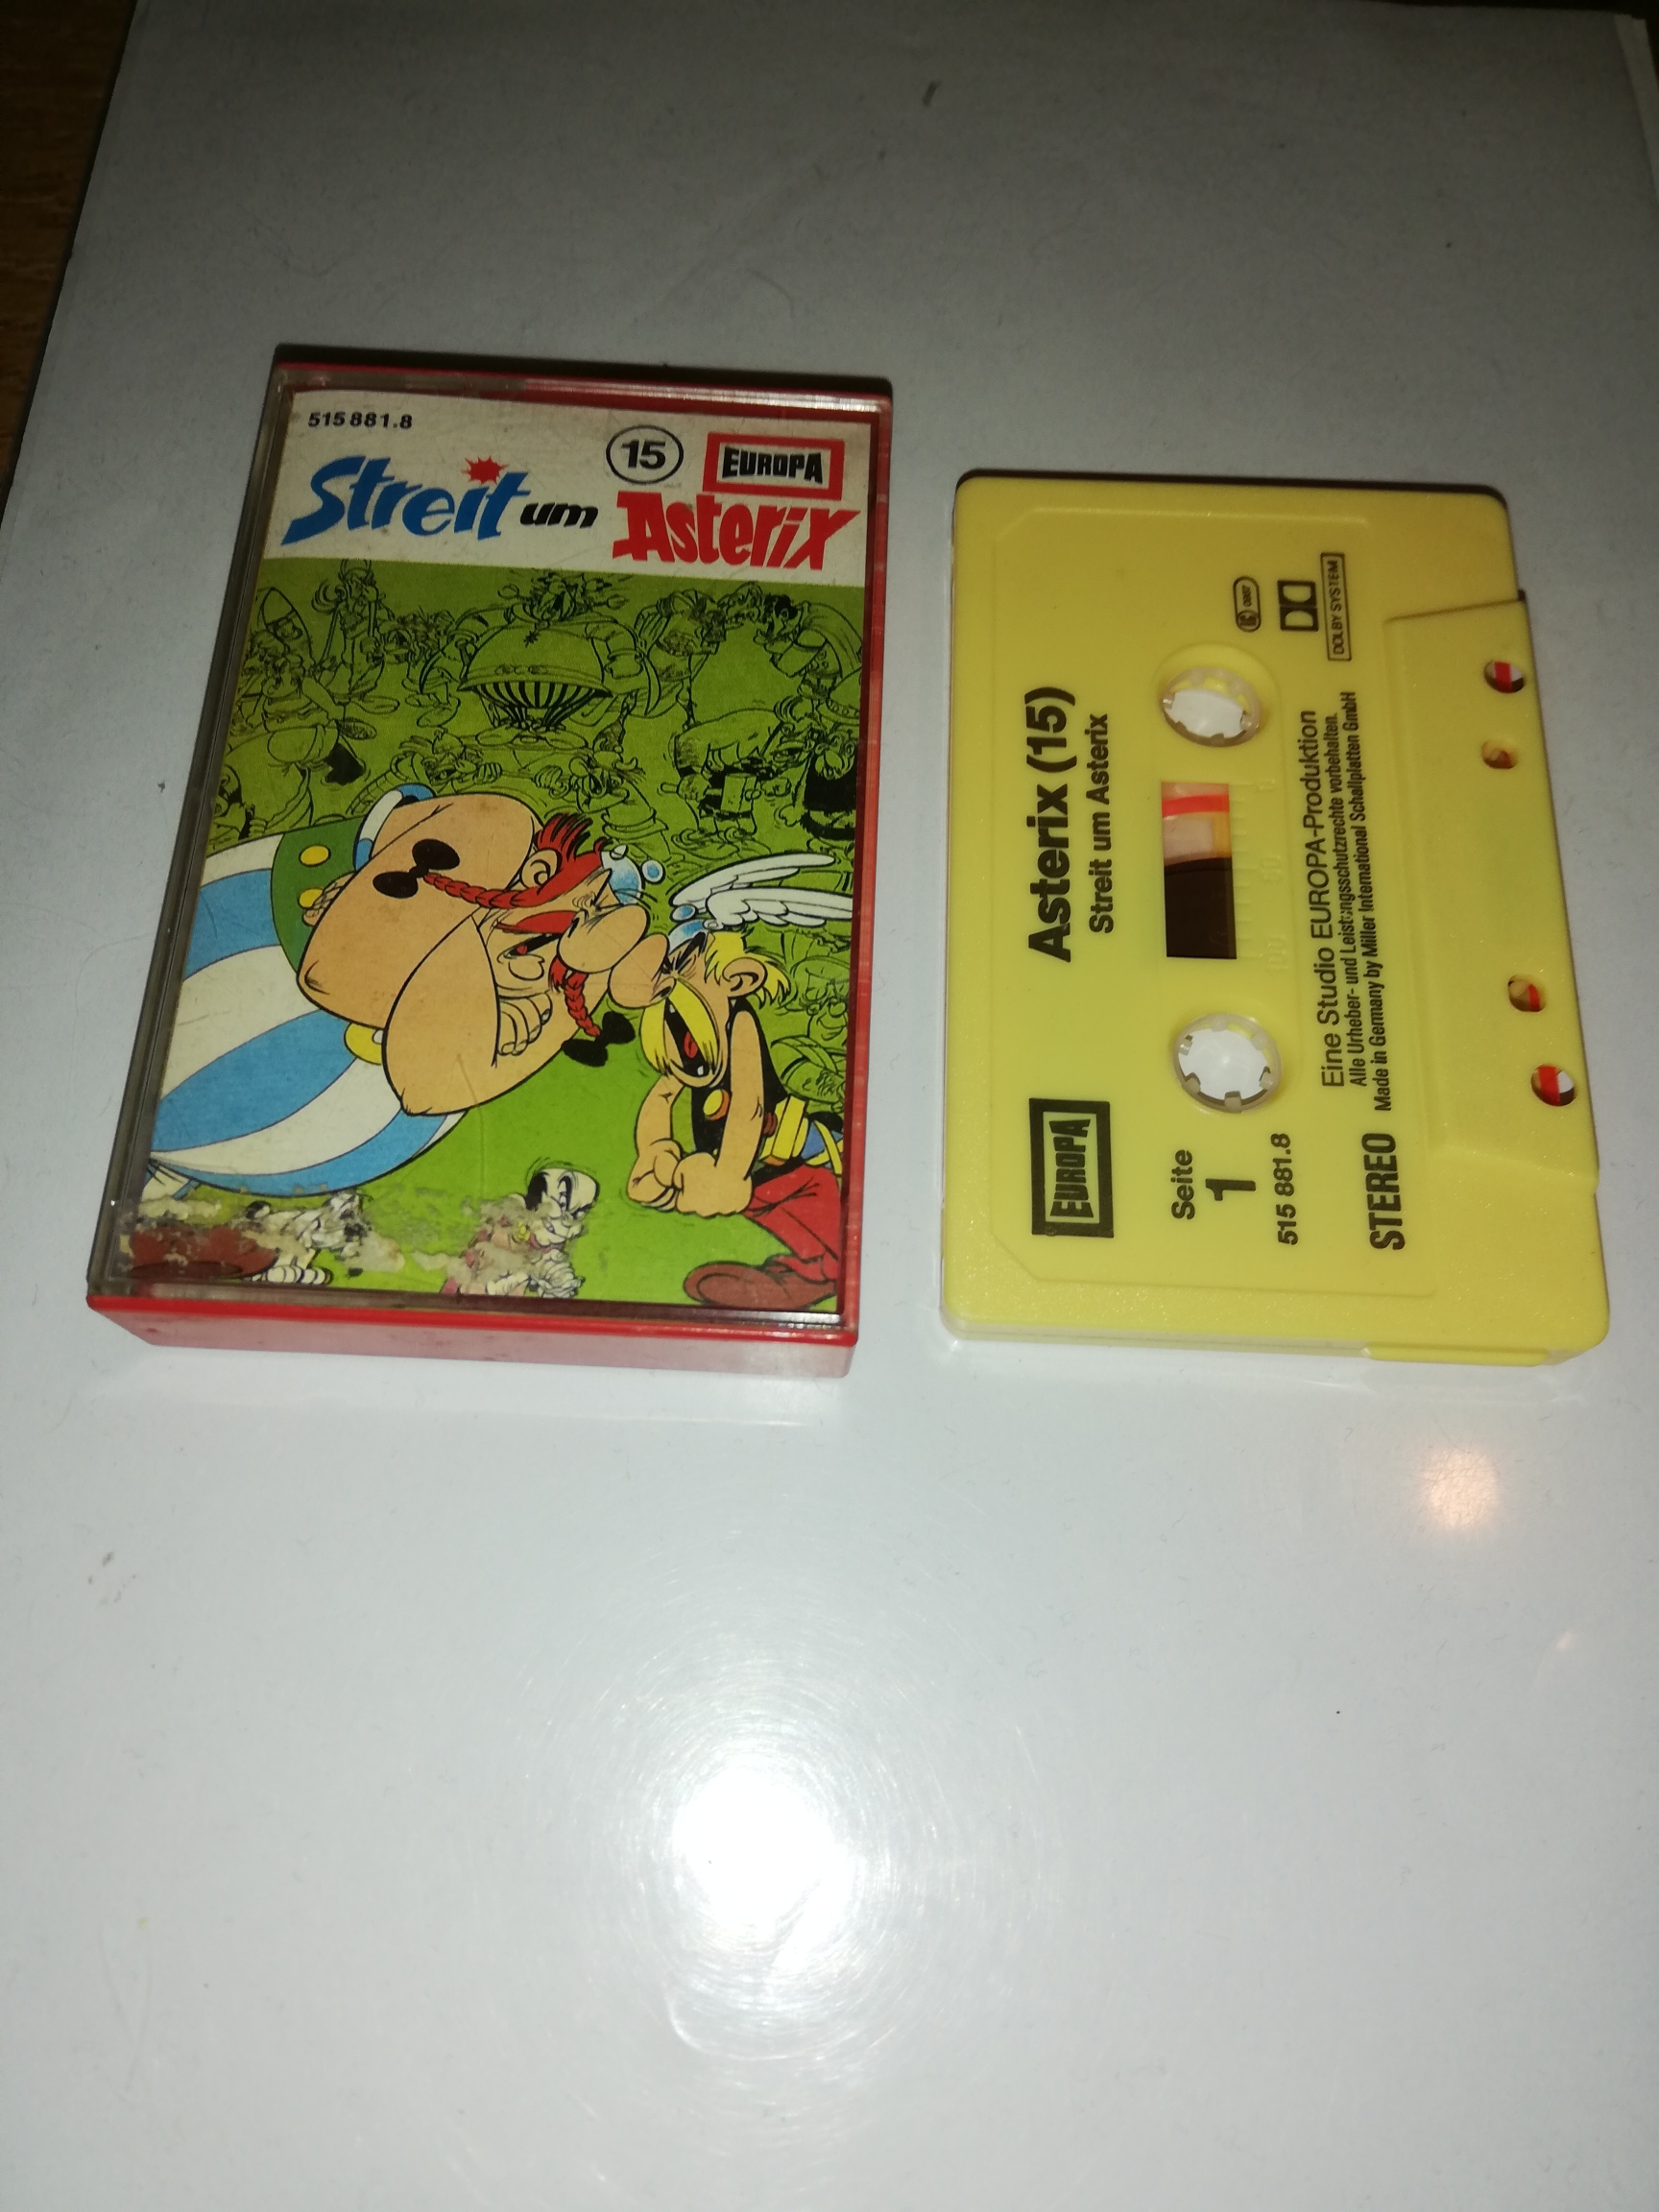 515 881.8
15
EUROPA
Streit um Asterix
EUROPA
Asterix (15)
Streit um Asterix
Seite
1
515 881.8
DOLBY SYSTEM
Eine Studio EUROPA-Produktion
Alle Urheber- und Leistungsschutzrechte vorbehalten.
STEREO Made in Germany by Miller International Schallplatten GmbH